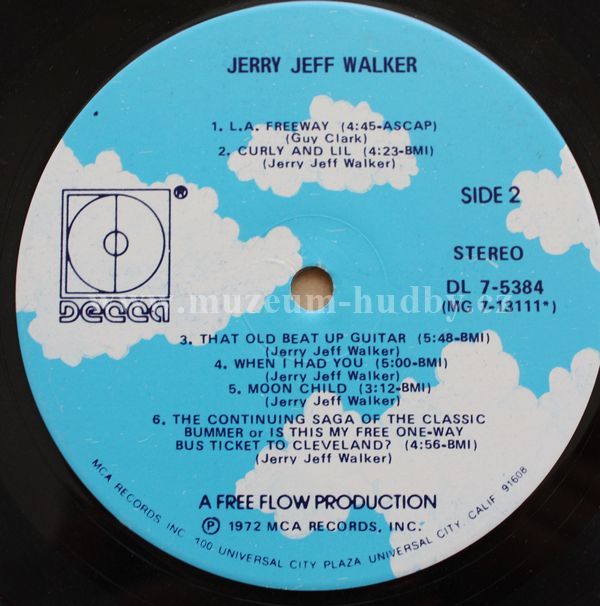 JERRY JEFF WALKER
1. L.A. FREEWAY (4:45-ASCAP)
(Guy Clark)
2. CURLY AND LIL (4:23-BMI)
(Jerry Jeff Walker)
SIDE 2
®
STEREO
DL 7-5384
(MG 7-13111*)
DECCA
www.muzeum-hudby.cz
3. THAT OLD BEAT UP GUITAR (5:48-BMI)
(Jerry Jeff Walker)
4. WHEN I HAD YOU (5:00-BMI)
(Jerry Jeff Walker)
5. MOON CHILD (3:12-BMI)
(Jerry Jeff Walker)
6. THE CONTINUING SAGA OF THE CLASSIC
BUMMER or IS THIS MY FREE ONE-WAY
BUS TICKET TO CLEVELAND? (4:56-BMI)
(Jerry Jeff Walker)
A FREE FLOW PRODUCTION
℗ 1972 MCA RECORDS, INC.
MCA RECORDS INC. 100 UNIVERSAL CITY PLAZA UNIVERSAL CITY, CALIF 91608